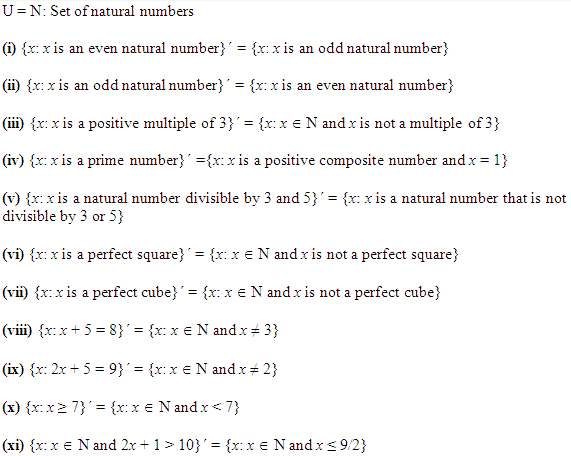 U = N: Set of natural numbers
(i) {x: x is an even natural number}´ = {x: x is an odd natural number}
(ii) {x: x is an odd natural number}´ = {x: x is an even natural number}
(iii) {x: x is a positive multiple of 3}´ = {x: x ∈ N and x is not a multiple of 3}
(iv) {x: x is a prime number}´ ={x: x is a positive composite number and x = 1}
(v) {x: x is a natural number divisible by 3 and 5}´ = {x: x is a natural number that is not
divisible by 3 or 5}
(vi) {x: x is a perfect square}´ = {x: x ∈ N and x is not a perfect square}
(vii) {x: x is a perfect cube}´ = {x: x ∈ N and x is not a perfect cube}
(viii) {x: x + 5 = 8}´ = {x: x ∈ N and x ≠ 3}
(ix) {x: 2x + 5 = 9}´ = {x: x ∈ N and x ≠ 2}
(x) {x: x ≥ 7}´ = {x: x ∈ N and x < 7}
(xi) {x: x ∈ N and 2x + 1 > 10}´ = {x: x ∈ N and x ≤ 9/2}